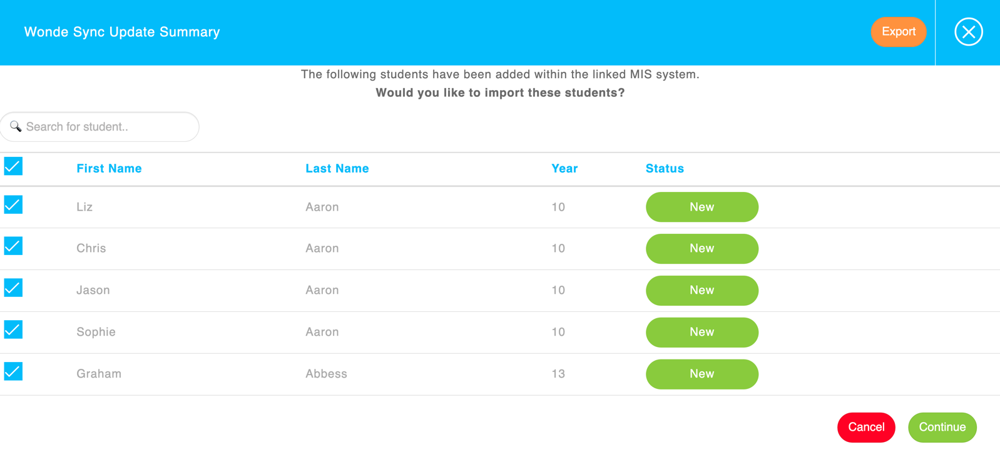 Wonde Sync Update Summary
Export
The following students have been added within the linked MIS system.
Would you like to import these students?
Search for student..
First Name Last Name Year Status
Liz Aaron 10 New
Chris Aaron 10 New
Jason Aaron 10 New
Sophie Aaron 10 New
Graham Abbess 13 New
Cancel Continue